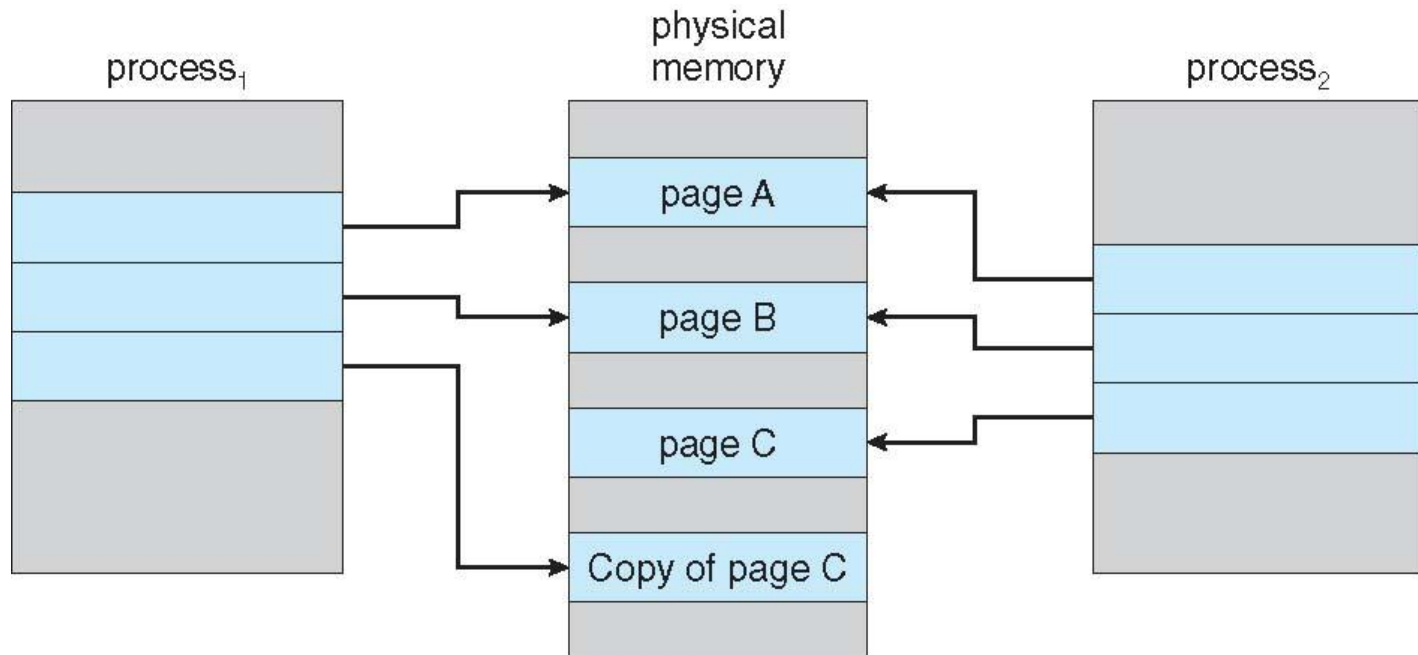 physical
memory
process₁
process₂
page A
page B
page C
Copy of page C